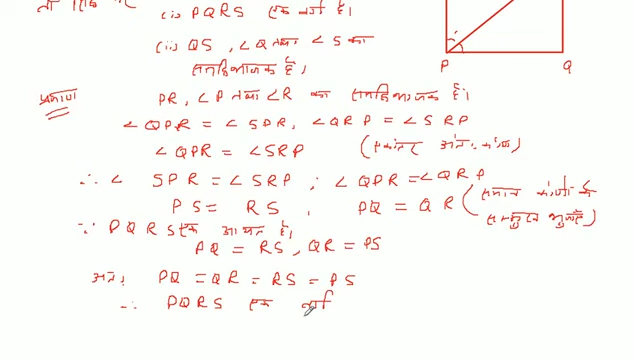 (i) PQRS एक वर्ग है।
(ii) QS, ∠Q तथा ∠S का
समद्विभाजक है।
P
Q
प्रमाण
PR, ∠P तथा ∠R का समद्विभाजक है।
∠QPR = ∠SPR, ∠QRP = ∠SRP
∠QPR = ∠SRP (एकांतर अंतः कोण)
∴ ∠ SPR = ∠SRP ; ∠QPR = ∠QRP
PS = RS , PQ = QR (समान कोणों के
सम्मुख भुजाएँ)
∵ PQRS एक आयत है।
PQ = RS, QR = PS
अतः PQ = QR = RS = PS
∴ PQRS एक वर्ग